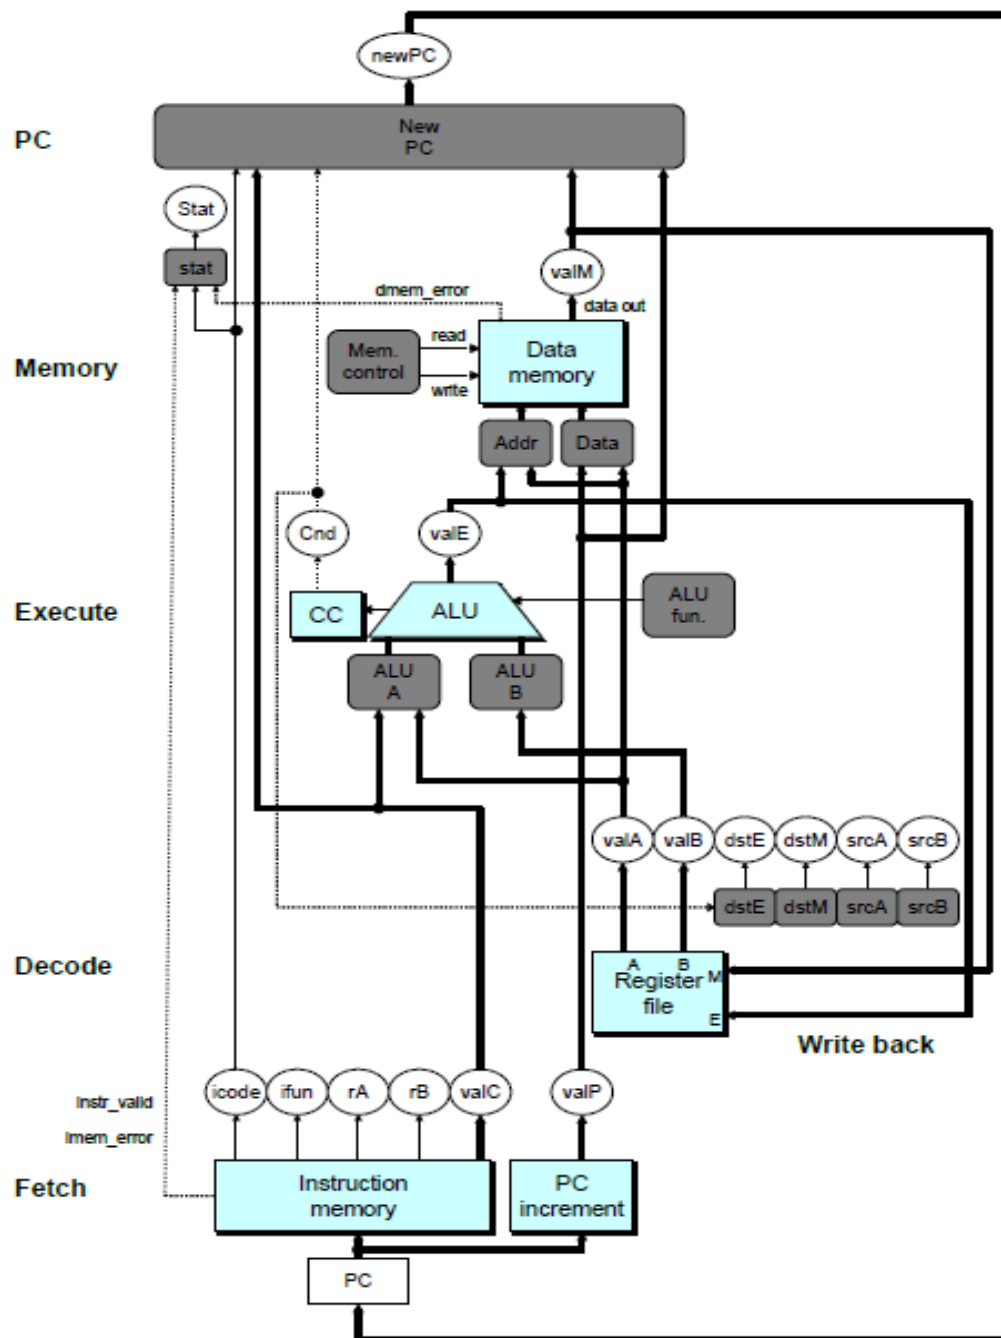 newPC
New
PC
PC
Stat
stat
valM
dmem_error
data out
read
Mem.
control
Data
memory
Memory
write
Addr
Data
Cnd
valE
ALU
fun.
CC
ALU
Execute
ALU
A
ALU
B
valA
valB
dstE
dstM
srcA
srcB
dstE
dstM
srcA
srcB
Decode
A
B
M
Register
file
E
Write back
icode
ifun
rA
rB
valC
valP
Instr_valid
Imem_error
Fetch
Instruction
memory
PC
increment
PC